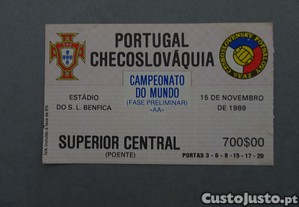 PORTUGAL
CHECOSLOVÁQUIA
CAMPEONATO
DO MUNDO
(FASE PRELIMINAR)
«AA»
ESTÁDIO
DO S. L. BENFICA
15 DE NOVEMBRO
DE 1989
SUPERIOR CENTRAL
(POENTE)
700$00
PORTAS 3 - 6 - 8 - 15 - 17 - 20
CustoJusto.pt